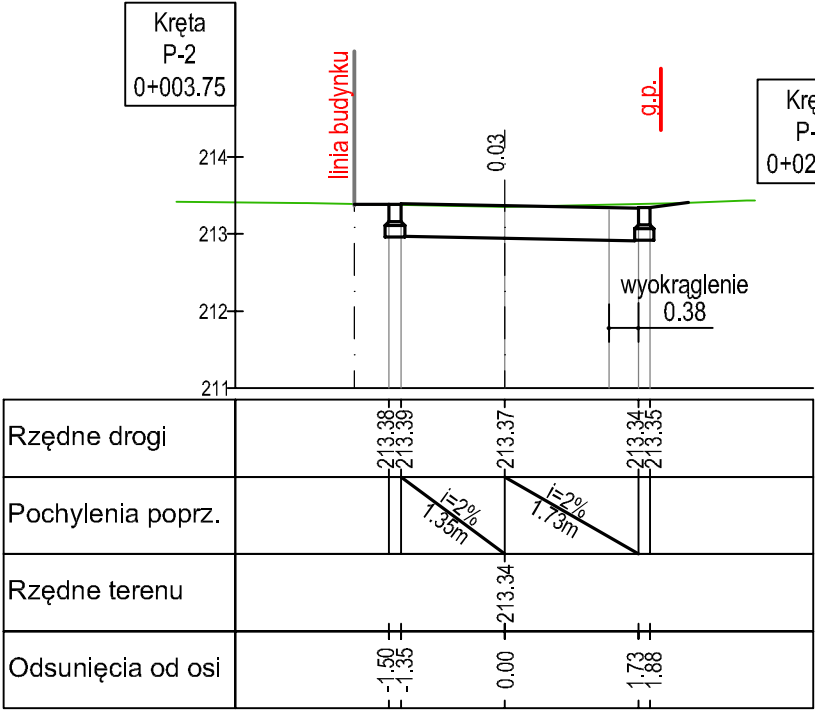 Kręta
P-2
0+003.75
linia budynku
g.p.
0.03
Krę
P-
0+02
214
213
212
211
wyokrąglenie
0.38
Rzędne drogi
213.38
213.39
213.37
213.34
213.35
Pochylenia poprz.
i=2%
1.35m
i=2%
1.73m
Rzędne terenu
213.34
Odsunięcia od osi
-1.50
-1.35
0.00
1.73
1.88